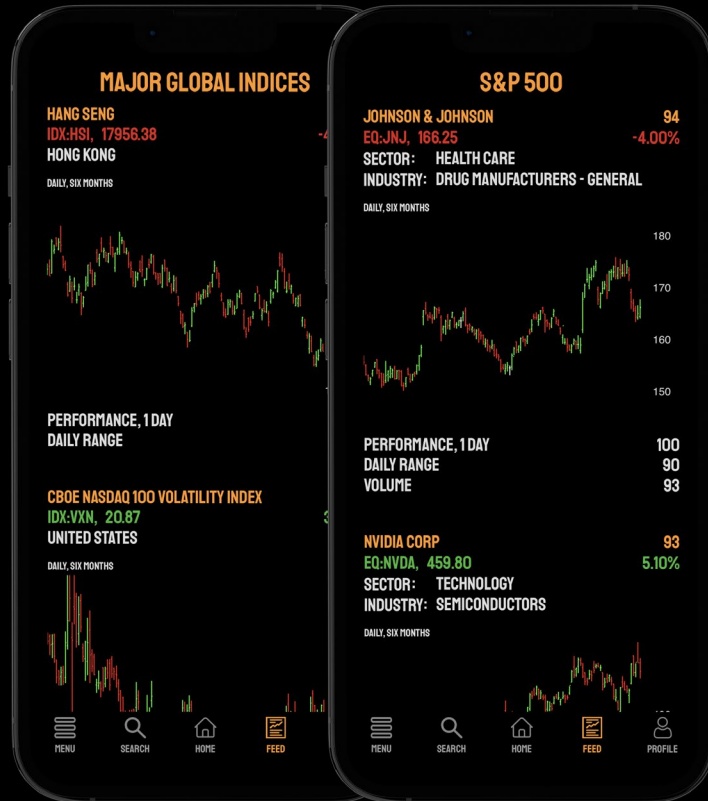 MAJOR GLOBAL INDICES
HANG SENG
IDX:HSI, 17956.38
HONG KONG
DAILY, SIX MONTHS
PERFORMANCE, 1 DAY
DAILY RANGE
CBOE NASDAQ 100 VOLATILITY INDEX
IDX:VXN, 20.87
UNITED STATES
DAILY, SIX MONTHS
MENU SEARCH HOME FEED
S&P 500
JOHNSON & JOHNSON 94
EQ:JNJ, 166.25 -4.00%
SECTOR: HEALTH CARE
INDUSTRY: DRUG MANUFACTURERS - GENERAL
DAILY, SIX MONTHS
180
170
160
150
PERFORMANCE, 1 DAY 100
DAILY RANGE 90
VOLUME 93
NVIDIA CORP 93
EQ:NVDA, 459.80 5.10%
SECTOR: TECHNOLOGY
INDUSTRY: SEMICONDUCTORS
DAILY, SIX MONTHS
MENU SEARCH HOME FEED PROFILE